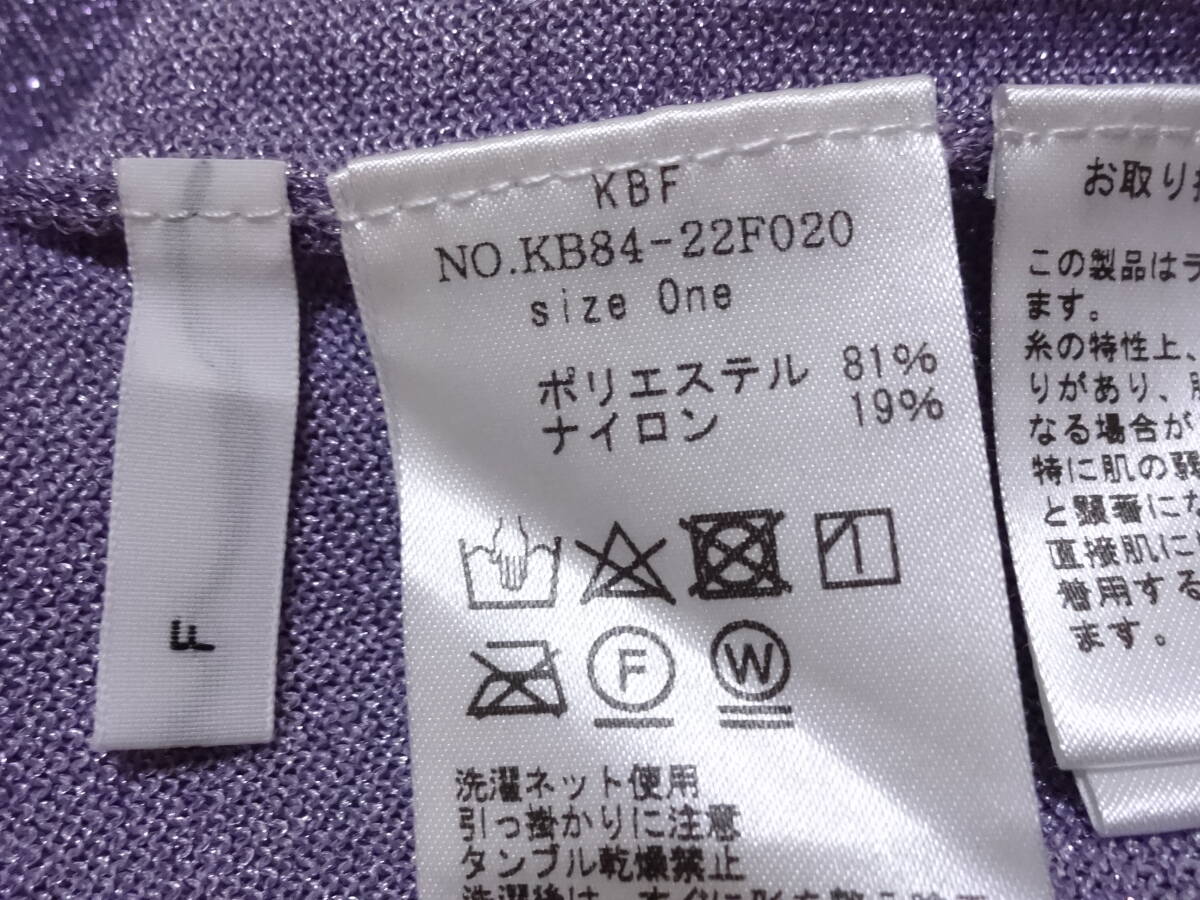 F
KBF
NO.KB84-22F020
size One
ポリエステル 81%
ナイロン 19%
F
W
洗濯ネット使用
引っ掛かりに注意
タンブル乾燥禁止
お取り
この製品はラ
ます。
糸の特性上、
りがあり、
なる場合が
特に肌の弱
と顕著にな
直接肌に
着用する
ます。